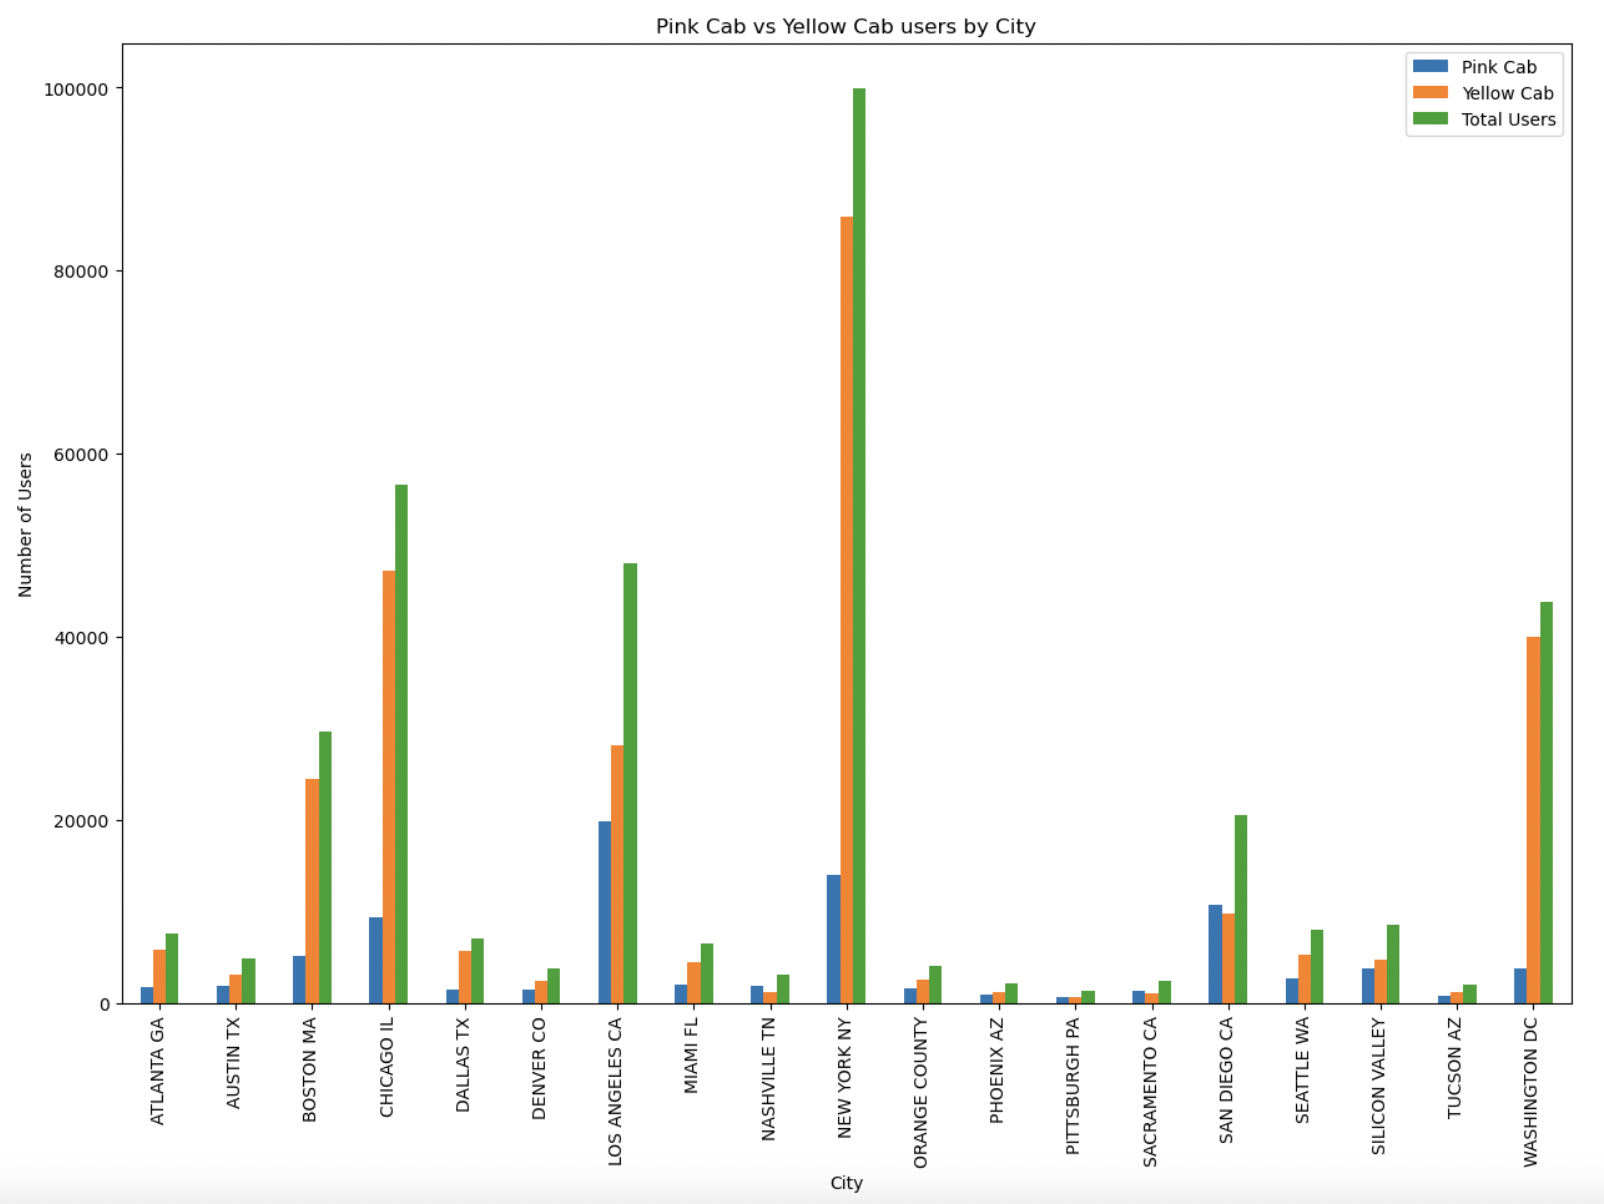 Pink Cab vs Yellow Cab users by City
Pink Cab
Yellow Cab
Total Users
Number of Users
100000
80000
60000
40000
20000
0
ATLANTA GA
AUSTIN TX
BOSTON MA
CHICAGO IL
DALLAS TX
DENVER CO
LOS ANGELES CA
MIAMI FL
NASHVILLE TN
NEW YORK NY
ORANGE COUNTY
PHOENIX AZ
PITTSBURGH PA
SACRAMENTO CA
SAN DIEGO CA
SEATTLE WA
SILICON VALLEY
TUCSON AZ
WASHINGTON DC
City